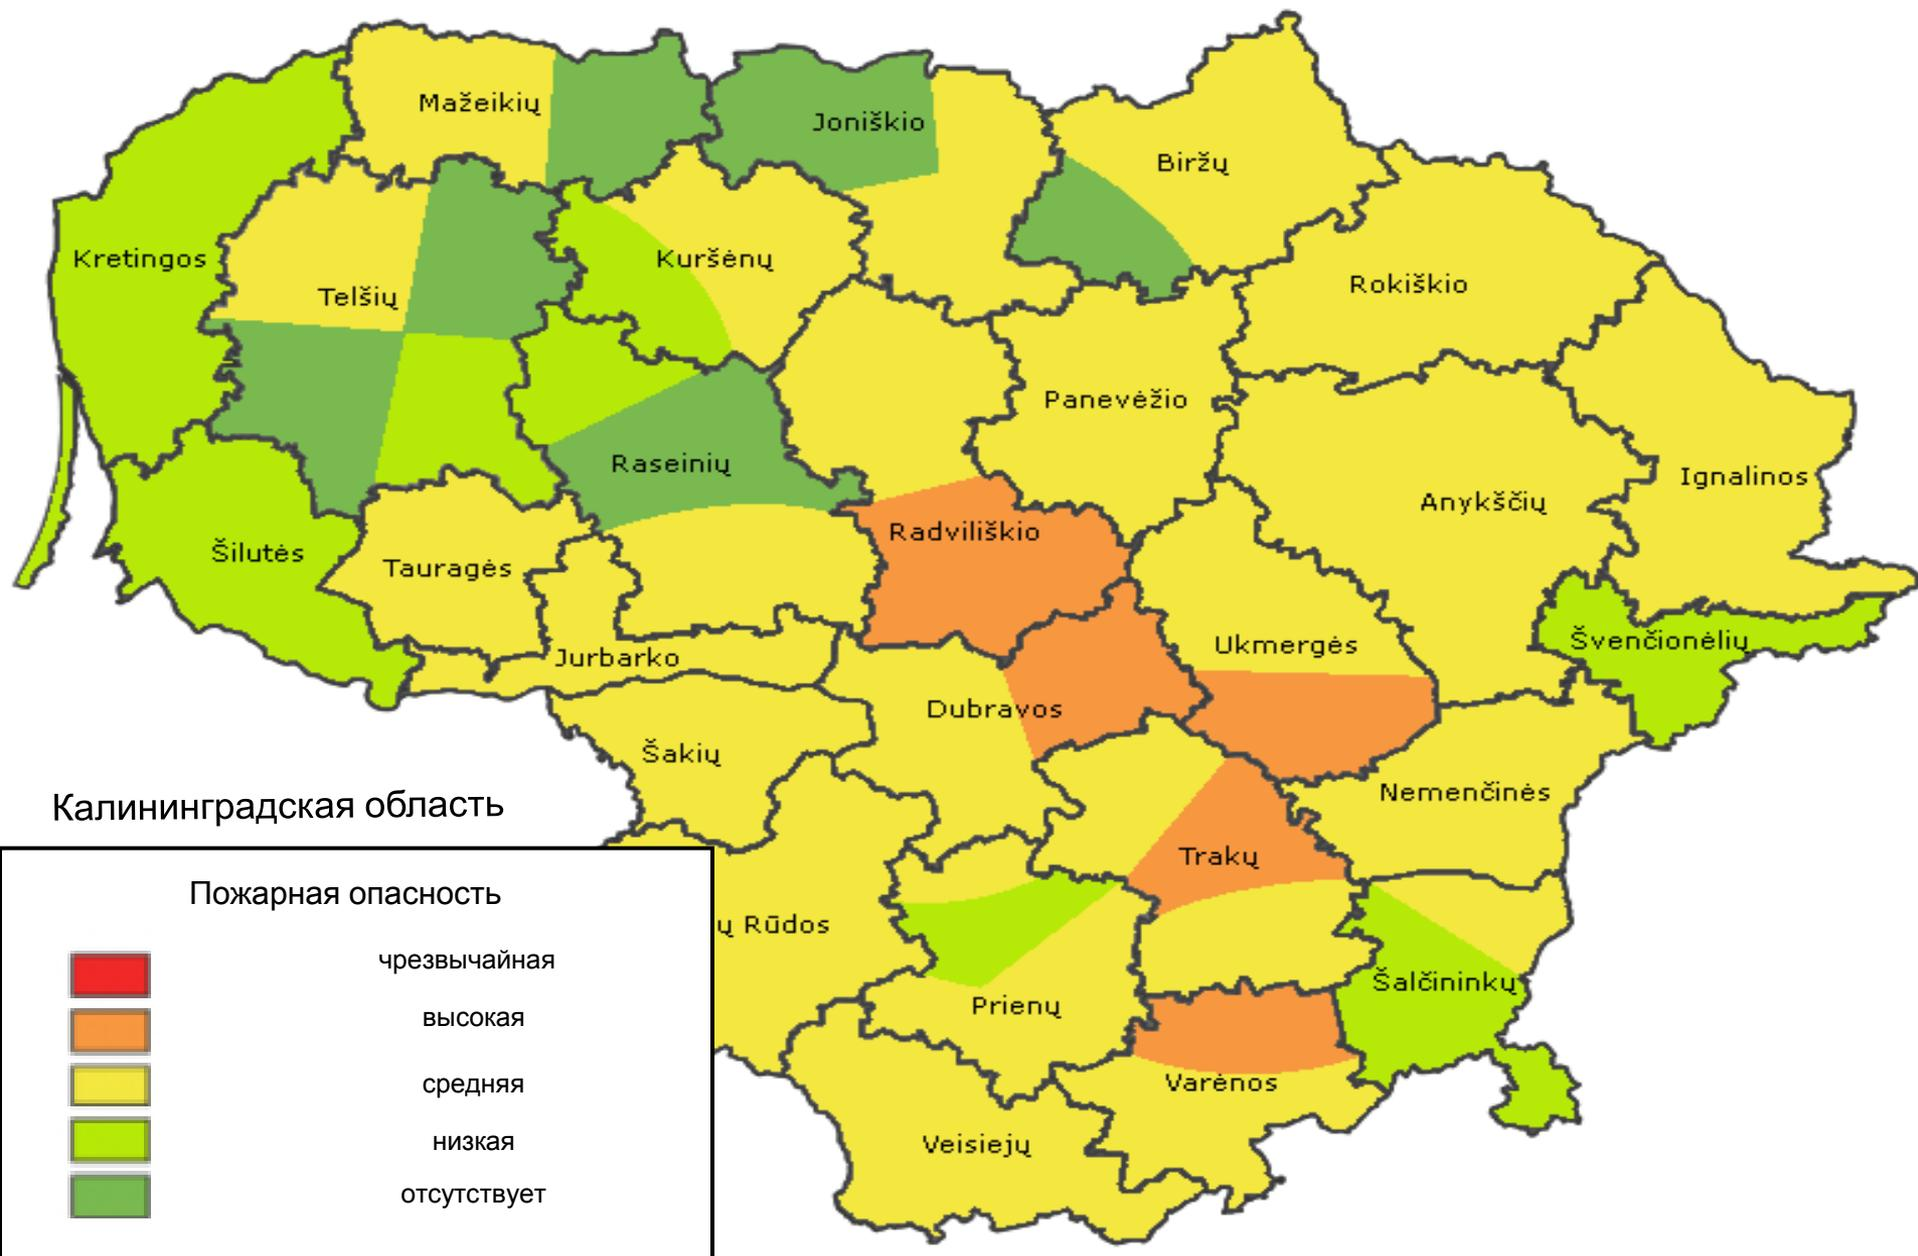 Mažeikių
Joniškio
Biržų
Kretingos
Telšių
Kuršėnų
Rokiškio
Panevėžio
Raseinių
Ignalinos
Anykščių
Radviliškio
Šilutės
Tauragės
Jurbarko
Ukmergės
Švenčionėlių
Dubravos
Šakių
Nemenčinės
Trakų
ų Rūdos
Šalčininkų
Prienų
Varėnos
Veisiejų
Калининградская область
Пожарная опасность
чрезвычайная
высокая
средняя
низкая
отсутствует